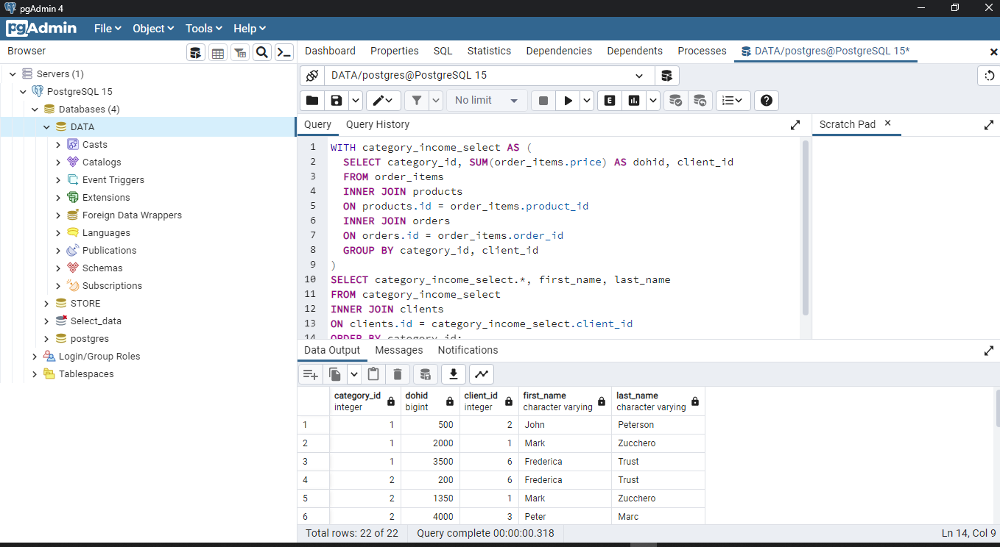 pgAdmin 4
pgAdmin File Object Tools Help
Browser
Dashboard Properties SQL Statistics Dependencies Dependents Processes DATA/postgres@PostgreSQL 15*
Servers (1)
PostgreSQL 15
Databases (4)
DATA
Casts
Catalogs
Event Triggers
Extensions
Foreign Data Wrappers
Languages
Publications
Schemas
Subscriptions
STORE
Select_data
postgres
Login/Group Roles
Tablespaces
DATA/postgres@PostgreSQL 15
No limit
E
Query Query History
Scratch Pad
1 WITH category_income_select AS (
2 SELECT category_id, SUM(order_items.price) AS dohid, client_id
3 FROM order_items
4 INNER JOIN products
5 ON products.id = order_items.product_id
6 INNER JOIN orders
7 ON orders.id = order_items.order_id
8 GROUP BY category_id, client_id
9 )
10 SELECT category_income_select.*, first_name, last_name
11 FROM category_income_select
12 INNER JOIN clients
13 ON clients.id = category_income_select.client_id
14 ORDER BY category_id;
Data Output Messages Notifications
category_id dohid client_id first_name last_name
integer bigint integer character varying character varying
1 1 500 2 John Peterson
2 1 2000 1 Mark Zucchero
3 1 3500 6 Frederica Trust
4 2 200 6 Frederica Trust
5 2 1350 1 Mark Zucchero
6 2 4000 3 Peter Marc
Total rows: 22 of 22 Query complete 00:00:00.318 Ln 14, Col 9